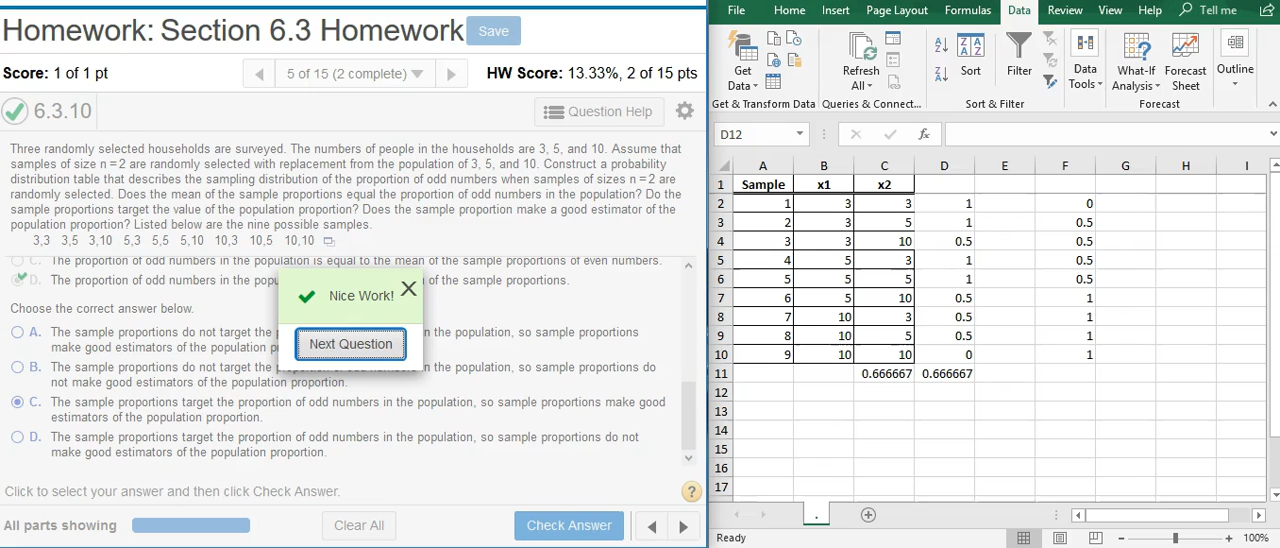 Homework: Section 6.3 Homework
Save
Score: 1 of 1 pt
5 of 15 (2 complete)
HW Score: 13.33%, 2 of 15 pts
6.3.10
Question Help
Three randomly selected households are surveyed. The numbers of people in the households are 3, 5, and 10. Assume that
samples of size n=2 are randomly selected with replacement from the population of 3, 5, and 10. Construct a probability
distribution table that describes the sampling distribution of the proportion of odd numbers when samples of sizes n=2 are
randomly selected. Does the mean of the sample proportions equal the proportion of odd numbers in the population? Do the
sample proportions target the value of the population proportion? Does the sample proportion make a good estimator of the
population proportion? Listed below are the nine possible samples.
3,3 3,5 3,10 5,3 5,5 5,10 10,3 10,5 10,10
C. The proportion of odd numbers in the population is equal to the mean of the sample proportions of even numbers.
D. The proportion of odd numbers in the popu of the sample proportions.
Choose the correct answer below.
A. The sample proportions do not target the in the population, so sample proportions
make good estimators of the population
B. The sample proportions do not target the proportion of odd numbers in the population, so sample proportions do
not make good estimators of the population proportion.
C. The sample proportions target the proportion of odd numbers in the population, so sample proportions make good
estimators of the population proportion.
D. The sample proportions target the proportion of odd numbers in the population, so sample proportions do not
make good estimators of the population proportion.
Nice Work!
Next Question
Click to select your answer and then click Check Answer.
?
All parts showing
Clear All
Check Answer
File Home Insert Page Layout Formulas Data Review View Help Tell me
Get
Data
Refresh
All
Sort
Filter
Data
Tools
What-If
Analysis
Forecast
Sheet
Outline
Get & Transform Data Queries & Connect... Sort & Filter Forecast
D12
fx
A B C D E F G H I
1 Sample x1 x2
2 1 3 3 1 0
3 2 3 5 1 0.5
4 3 3 10 0.5 0.5
5 4 5 3 1 0.5
6 5 5 5 1 0.5
7 6 5 10 0.5 1
8 7 10 3 0.5 1
9 8 10 5 0.5 1
10 9 10 10 0 1
11 0.666667 0.666667
12
13
14
15
16
17
.
Ready
100%